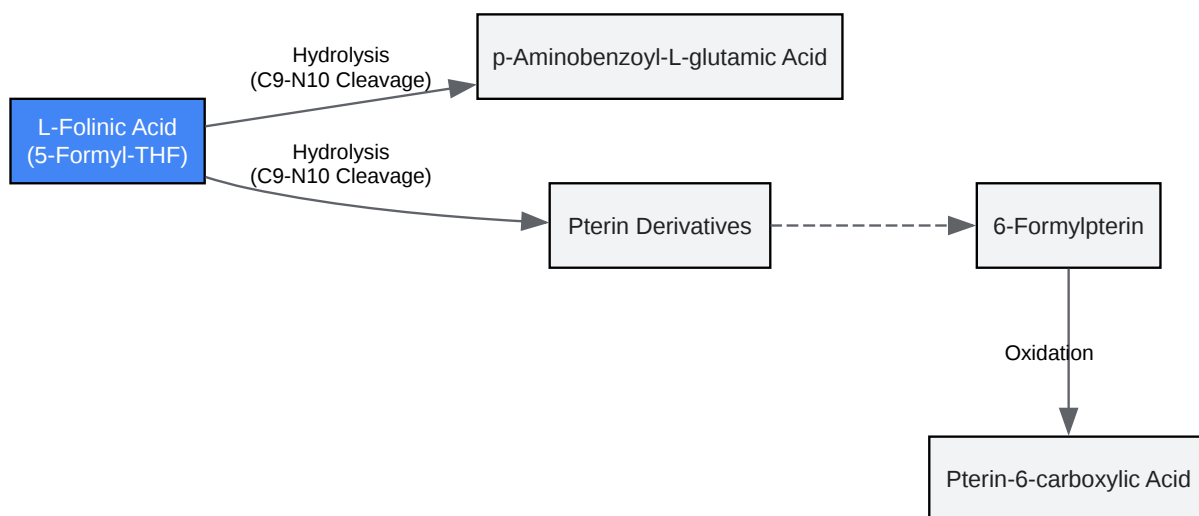 Hydrolysis
(C9-N10 Cleavage)
p-Aminobenzoyl-L-glutamic Acid
L-Folinic Acid
(5-Formyl-THF)
Hydrolysis
(C9-N10 Cleavage)
Pterin Derivatives
6-Formylpterin
Oxidation
Pterin-6-carboxylic Acid